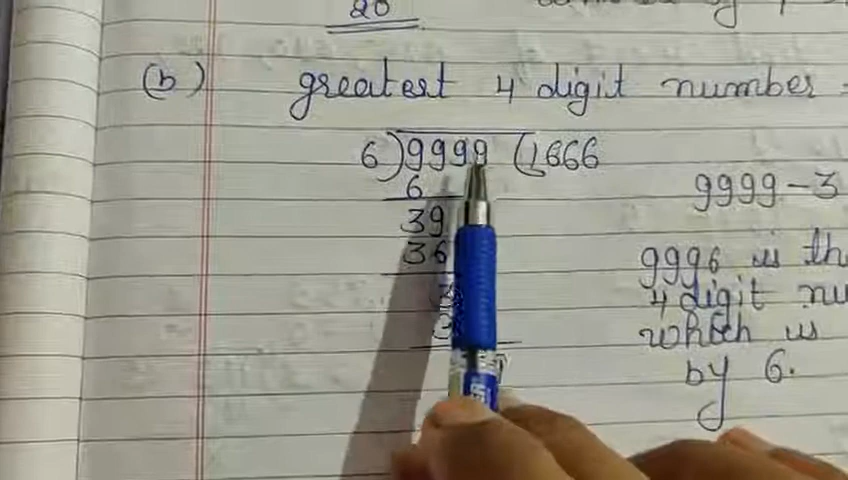 20
(b) greatest 4 digit number =
6)9999(1666
6
39
36
9999-3
9996 is th
4 digit nu
which is
by 6.